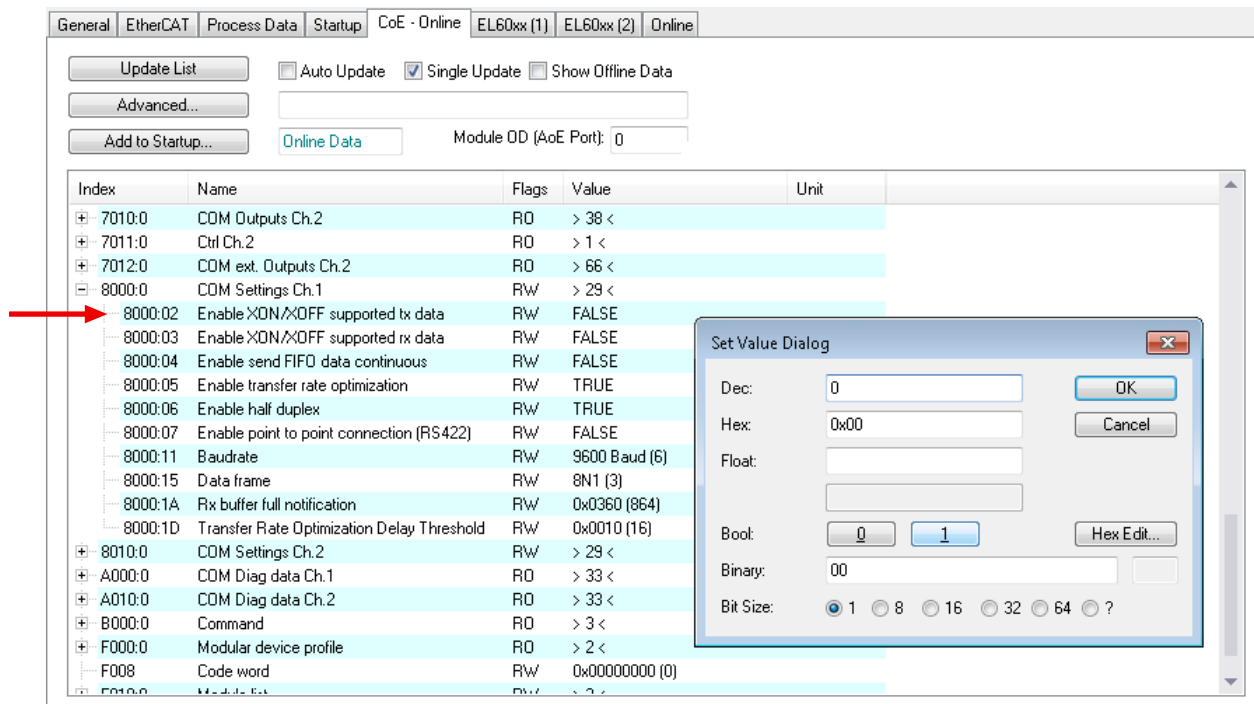 General EtherCAT Process Data Startup CoE - Online EL60xx (1) EL60xx (2) Online
Update List Auto Update Single Update Show Offline Data
Advanced...
Add to Startup... Online Data Module OD (AoE Port): 0
Index Name Flags Value Unit
7010:0 COM Outputs Ch.2 RO > 38 <
7011:0 Ctrl Ch.2 RO > 1 <
7012:0 COM ext. Outputs Ch.2 RO > 66 <
8000:0 COM Settings Ch.1 RW > 29 <
8000:02 Enable XON/XOFF supported tx data RW FALSE
8000:03 Enable XON/XOFF supported rx data RW FALSE
8000:04 Enable send FIFO data continuous RW FALSE
8000:05 Enable transfer rate optimization RW TRUE
8000:06 Enable half duplex RW TRUE
8000:07 Enable point to point connection (RS422) RW FALSE
8000:11 Baudrate RW 9600 Baud (6)
8000:15 Data frame RW 8N1 (3)
8000:1A Rx buffer full notification RW 0x0360 (864)
8000:1D Transfer Rate Optimization Delay Threshold RW 0x0010 (16)
8010:0 COM Settings Ch.2 RW > 29 <
A000:0 COM Diag data Ch.1 RO > 33 <
A010:0 COM Diag data Ch.2 RO > 33 <
B000:0 Command RO > 3 <
F000:0 Modular device profile RO > 2 <
F008 Code word RW 0x00000000 (0)
Set Value Dialog
Dec: 0 OK
Hex: 0x00 Cancel
Float:
Bool: 0 1 Hex Edit...
Binary: 00
Bit Size: 1 8 16 32 64 ?